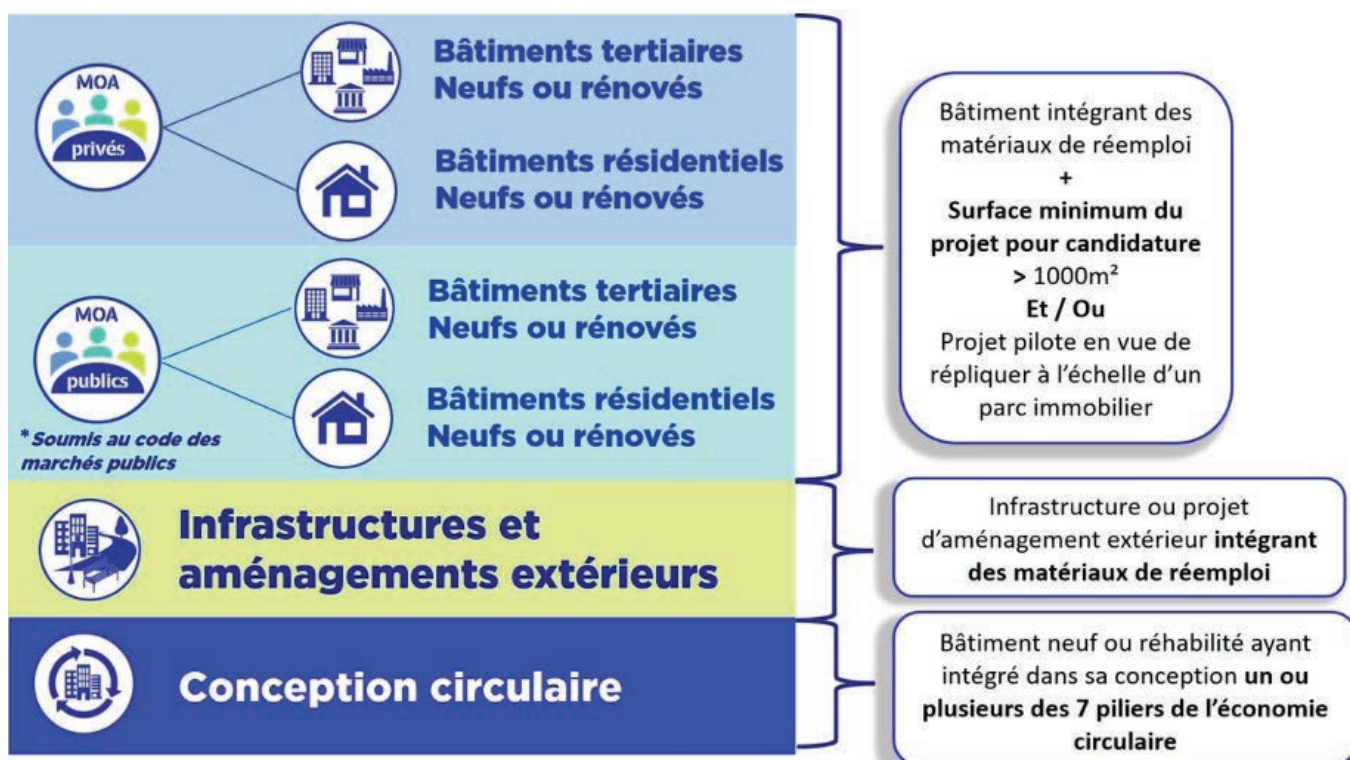 MOA
privés
Bâtiments tertiaires
Neufs ou rénovés
Bâtiments résidentiels
Neufs ou rénovés
MOA
publics
*Soumis au code des
marchés publics
Bâtiments tertiaires
Neufs ou rénovés
Bâtiments résidentiels
Neufs ou rénovés
Bâtiment intégrant des
matériaux de réemploi
+
Surface minimum du
projet pour candidature
> 1000m²
Et / Ou
Projet pilote en vue de
répliquer à l’échelle d’un
parc immobilier
Infrastructures et
aménagements extérieurs
Infrastructure ou projet
d’aménagement extérieur intégrant
des matériaux de réemploi
Conception circulaire
Bâtiment neuf ou réhabilité ayant
intégré dans sa conception un ou
plusieurs des 7 piliers de l’économie
circulaire